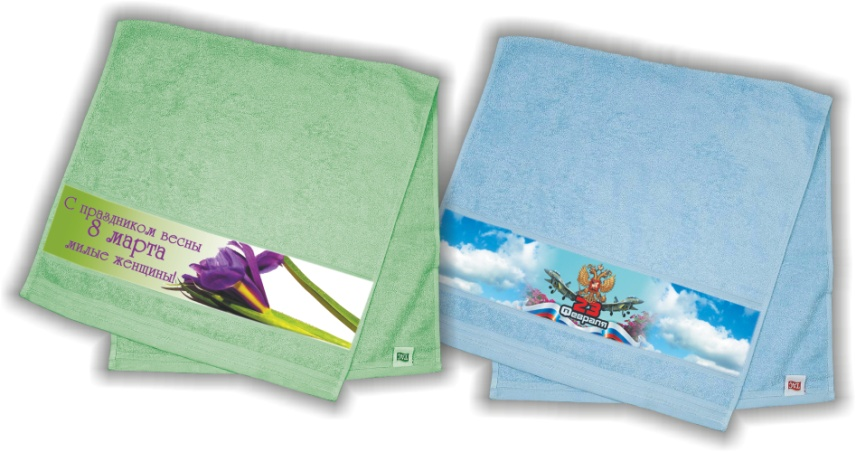 С праздником весны
8 марта
милые женщины!
23
Февраля